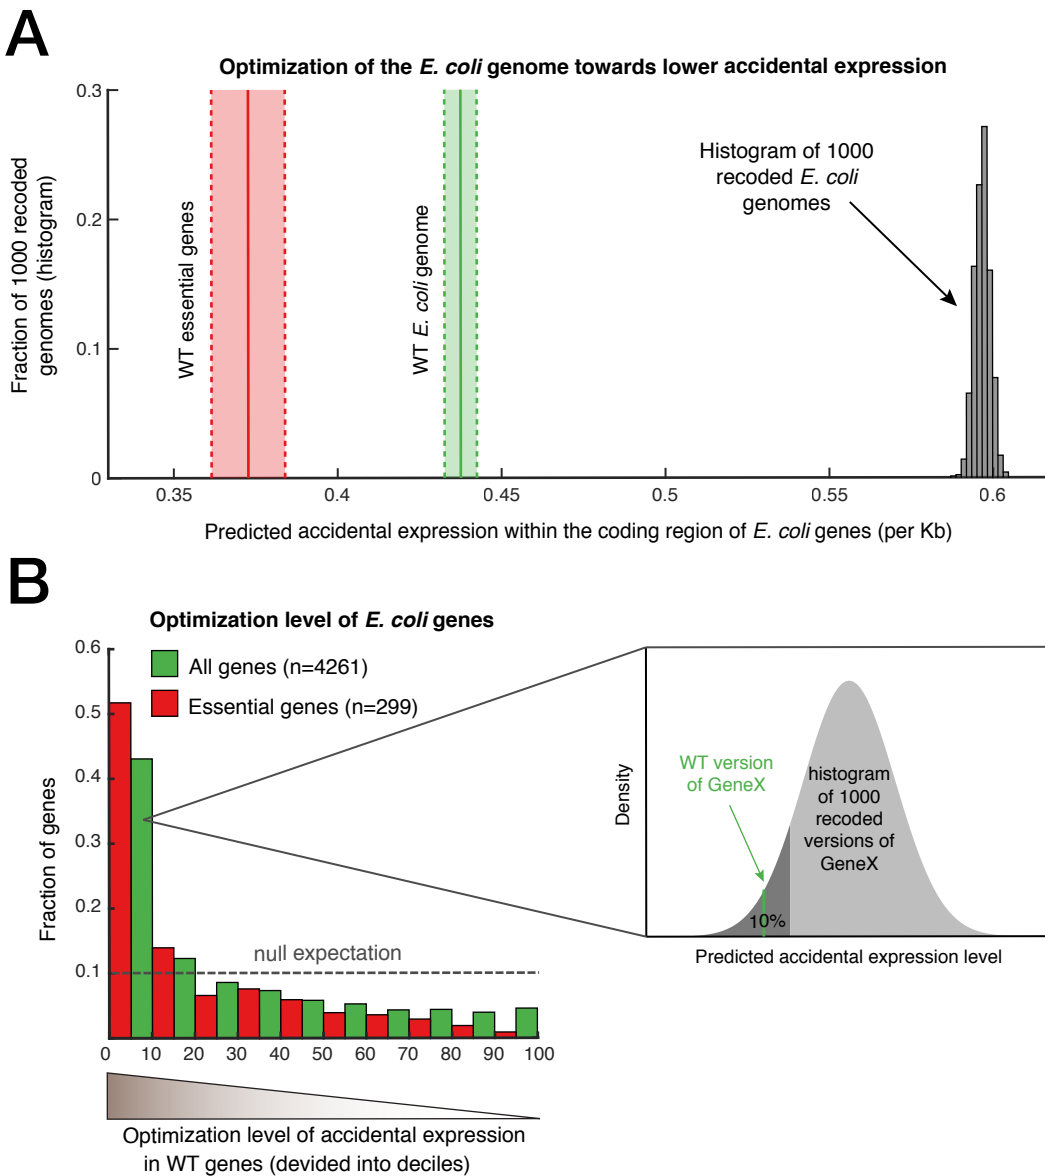 A
Optimization of the E. coli genome towards lower accidental expression
Fraction of 1000 recoded
genomes (histogram)
0.3
0.2
0.1
0
WT essential genes
WT E. coli genome
Histogram of 1000
recoded E. coli
genomes
0.35
0.4
0.45
0.5
0.55
0.6
Predicted accidental expression within the coding region of E. coli genes (per Kb)
B
Optimization level of E. coli genes
All genes (n=4261)
Essential genes (n=299)
Fraction of genes
0.6
0.5
0.4
0.3
0.2
0.1
null expectation
0
10
20
30
40
50
60
70
80
90
100
Optimization level of accidental expression
in WT genes (devided into deciles)
Density
WT version
of GeneX
histogram
of 1000
recoded
versions of
GeneX
10%
Predicted accidental expression level